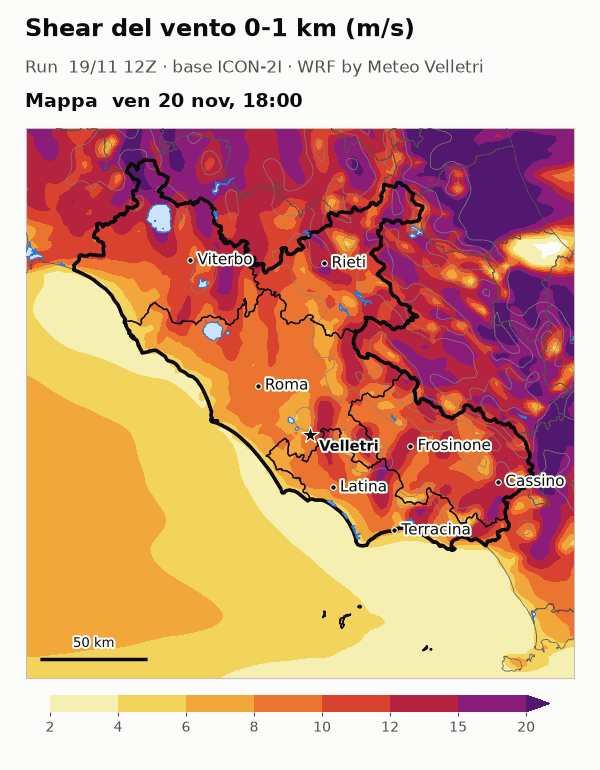 Shear del vento 0-1 km (m/s)
Run  19/11 12Z · base ICON-2I · WRF by Meteo Velletri
Mappa  ven 20 nov, 18:00
Viterbo
Rieti
Roma
Velletri
Frosinone
Cassino
Latina
Terracina
50 km
2 4 6 8 10 12 15 20